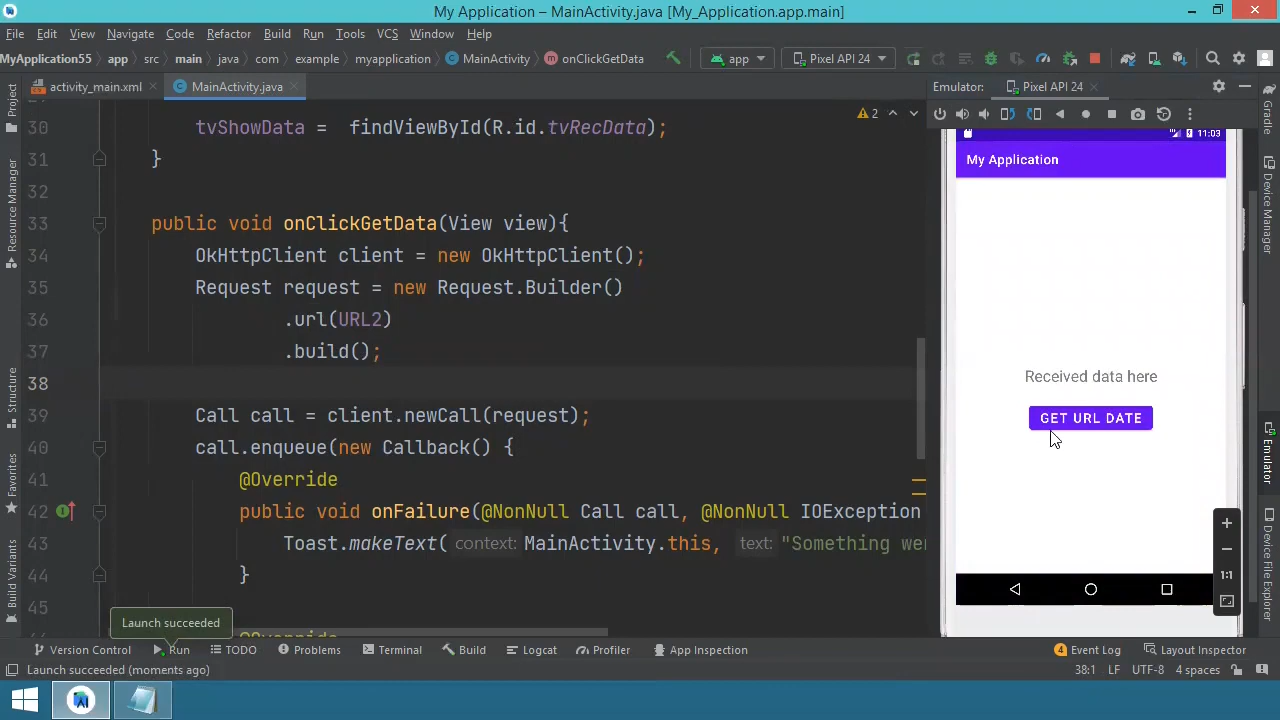 My Application – MainActivity.java [My_Application.app.main]
File Edit View Navigate Code Refactor Build Run Tools VCS Window Help
MyApplication55 app src main java com example myapplication MainActivity onClickGetData app Pixel API 24
activity_main.xml MainActivity.java
Emulator: Pixel API 24
Project
Resource Manager
Structure
Favorites
Build Variants
30 tvShowData = findViewById(R.id.tvRecData);
31 }
32
33 public void onClickGetData(View view){
34 OkHttpClient client = new OkHttpClient();
35 Request request = new Request.Builder()
36 .url(URL2)
37 .build();
38
39 Call call = client.newCall(request);
40 call.enqueue(new Callback() {
41 @Override
42 public void onFailure(@NonNull Call call, @NonNull IOException
43 Toast.makeText( context: MainActivity.this, text: "Something wer
44 }
45
@Override
2
11:03
My Application
Received data here
GET URL DATE
1:1
Gradle
Device Manager
Emulator
Device File Explorer
Launch succeeded
Version Control Run TODO Problems Terminal Build Logcat Profiler App Inspection 4 Event Log Layout Inspector
Launch succeeded (moments ago) 38:1 LF UTF-8 4 spaces